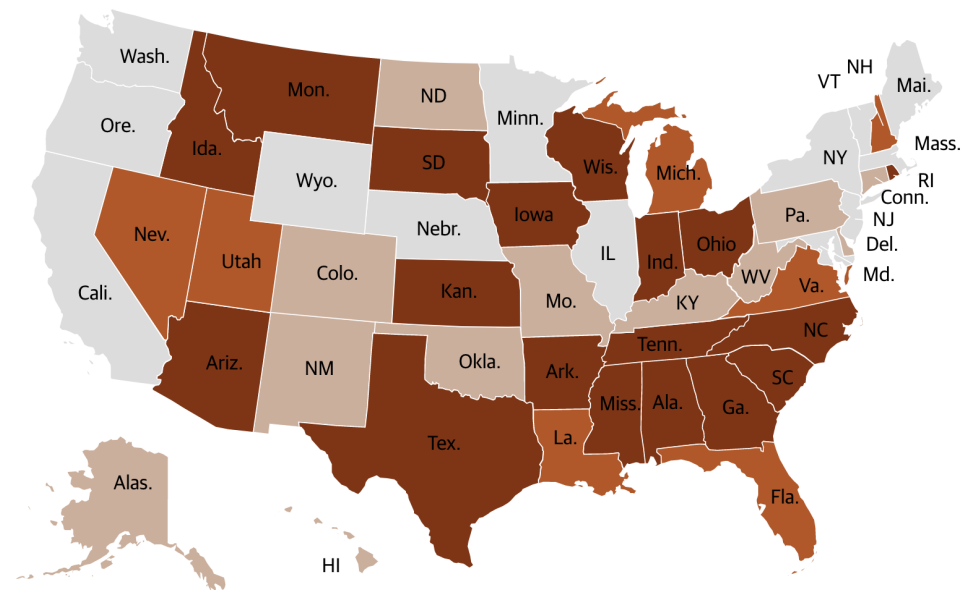 Wash.
Mon.
ND
Minn.
VT
NH
Mai.
Ore.
Ida.
SD
Wis.
Mich.
NY
Mass.
Wyo.
RI
Conn.
Nev.
Utah
Nebr.
Iowa
IL
Ind.
Ohio
Pa.
NJ
Del.
Md.
Cali.
Colo.
Kan.
Mo.
KY
WV
Va.
Ariz.
NM
Okla.
Ark.
Tenn.
NC
SC
Tex.
La.
Miss.
Ala.
Ga.
Fla.
Alas.
HI